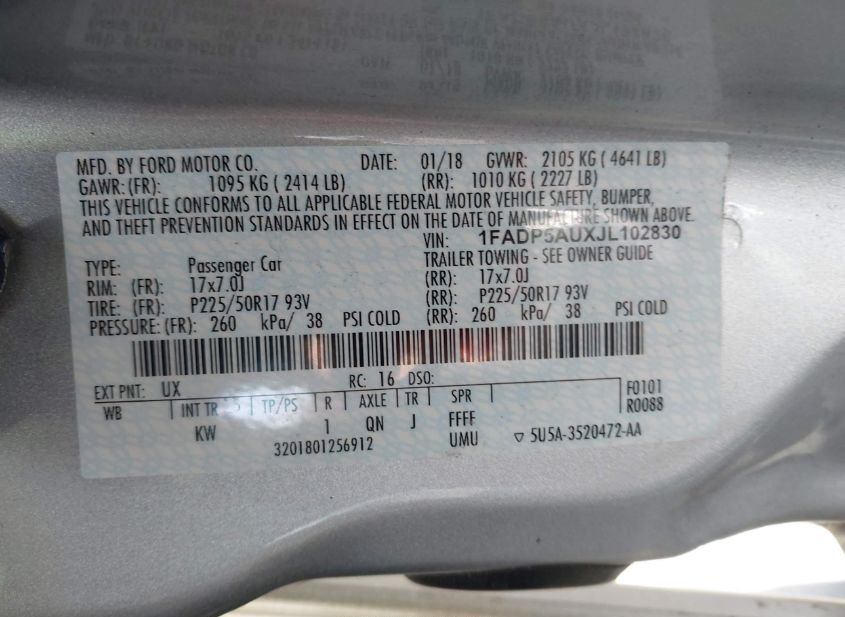 MFD. BY FORD MOTOR CO. DATE: 01/18 GVWR: 2105 KG ( 4641 LB)
GAWR: (FR): 1095 KG ( 2414 LB) (RR): 1010 KG ( 2227 LB)
THIS VEHICLE CONFORMS TO ALL APPLICABLE FEDERAL MOTOR VEHICLE SAFETY, BUMPER,
AND THEFT PREVENTION STANDARDS IN EFFECT ON THE DATE OF MANUFACTURE SHOWN ABOVE.
VIN: 1FADP5AUXJL102830
TYPE: Passenger Car TRAILER TOWING - SEE OWNER GUIDE
RIM: (FR): 17x7.0J (RR): 17x7.0J
TIRE: (FR): P225/50R17 93V (RR): P225/50R17 93V
PRESSURE: (FR): 260 kPa/ 38 PSI COLD (RR): 260 kPa/ 38 PSI COLD
EXT PNT: UX RC: 16 DSO: F0101
WB INT TR TP/PS R AXLE TR SPR R0088
KW 1 QN J FFFF
3201801256912 UMU ▽ 5U5A-3520472-AA